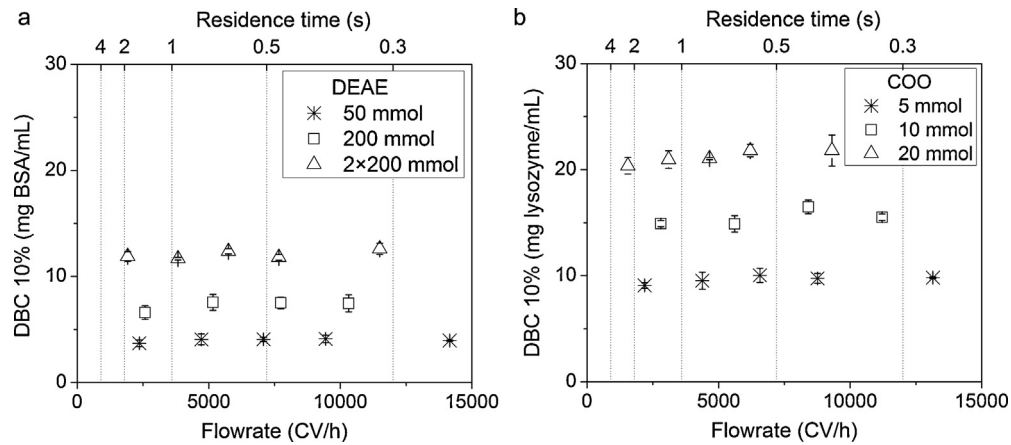 a
Residence time (s)
4 2 1 0.5 0.3
30
20
10
0
DBC 10% (mg BSA/mL)
DEAE
50 mmol
200 mmol
2×200 mmol
0 5000 10000 15000
Flowrate (CV/h)
b
Residence time (s)
4 2 1 0.5 0.3
30
20
10
0
DBC 10% (mg lysozyme/mL)
COO
5 mmol
10 mmol
20 mmol
0 5000 10000 15000
Flowrate (CV/h)